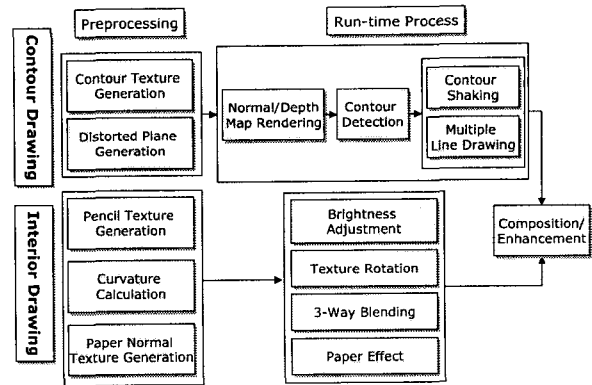 Preprocessing
Run-time Process
Contour Drawing
Contour Texture
Generation
Distorted Plane
Generation
Normal/Depth
Map Rendering
Contour
Detection
Contour
Shaking
Multiple
Line Drawing
Interior Drawing
Pencil Texture
Generation
Curvature
Calculation
Paper Normal
Texture Generation
Brightness
Adjustment
Texture Rotation
3-Way Blending
Paper Effect
Composition/
Enhancement